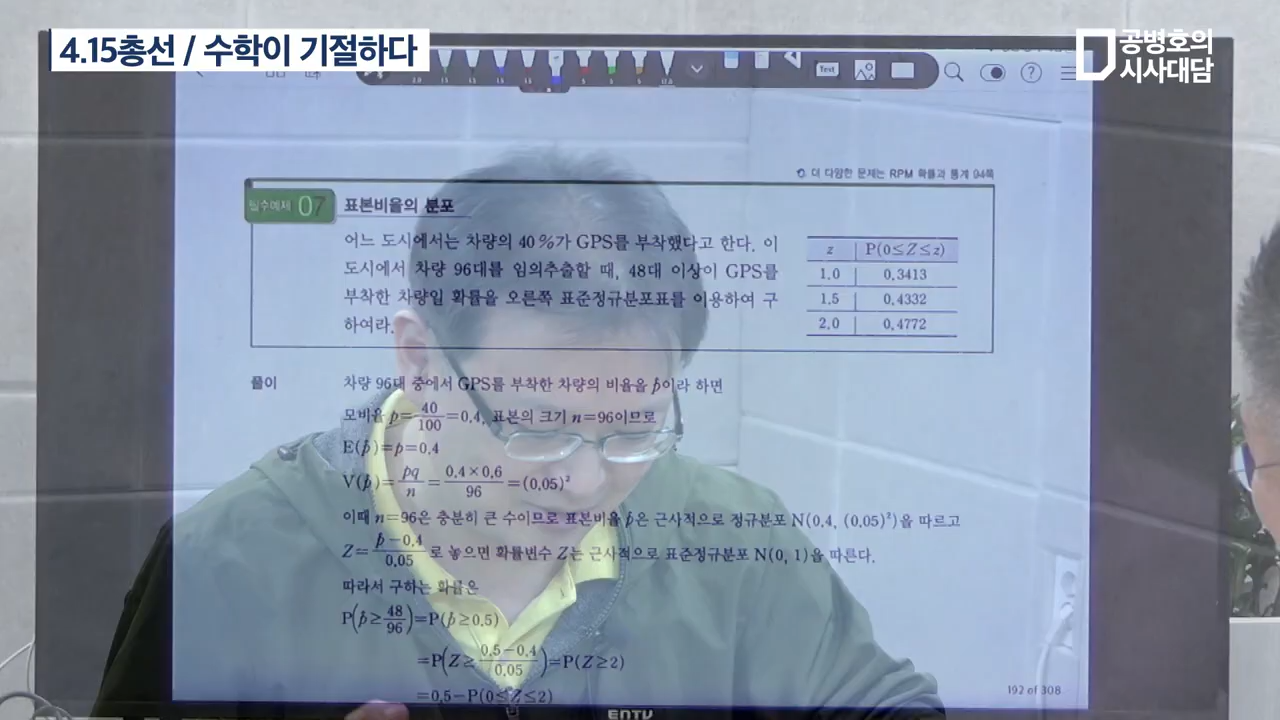 4.15총선 / 수학이 기절하다
공병호의
시사대담
Text
더 다양한 문제는 RPM 확률과 통계 94쪽
필수예제 07 표본비율의 분포
어느 도시에서는 차량의 40 %가 GPS를 부착했다고 한다. 이
도시에서 차량 96대를 임의추출할 때, 48대 이상이 GPS를
부착한 차량일 확률을 오른쪽 표준정규분포표를 이용하여 구
하여라.
z P(0≤Z≤z)
1.0 0.3413
1.5 0.4332
2.0 0.4772
풀이 차량 96대 중에서 GPS를 부착한 차량의 비율을 p̂이라 하면
모비율 p=40/100=0.4, 표본의 크기 n=96이므로
E(p̂)=p=0.4
V(p̂)=pq/n=0.4×0.6/96=(0.05)²
이때 n=96은 충분히 큰 수이므로 표본비율 p̂은 근사적으로 정규분포 N(0.4, (0.05)²)을 따르고
Z=p̂-0.4/0.05로 놓으면 확률변수 Z는 근사적으로 표준정규분포 N(0, 1)을 따른다.
따라서 구하는 확률은
P(p̂≥48/96)=P(p̂≥0.5)
=P(Z≥0.5-0.4/0.05)=P(Z≥2)
=0.5-P(0≤Z≤2)
192 of 308